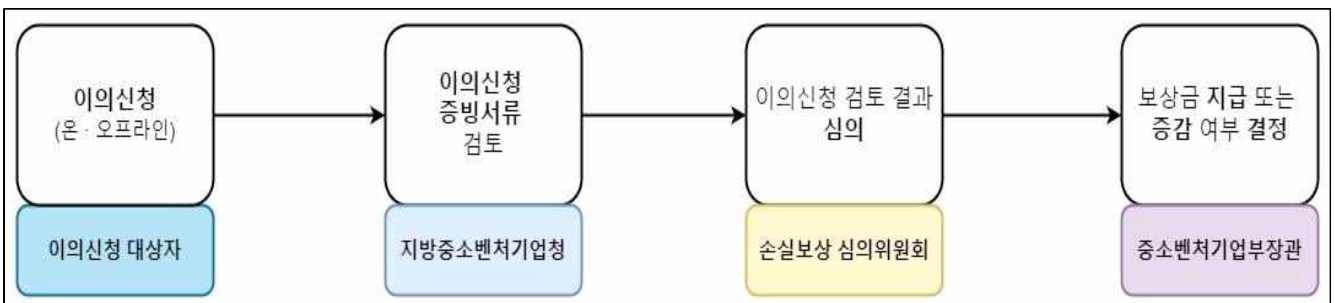 이의신청
(온 · 오프라인)
이의신청 대상자
이의신청
증빙서류
검토
지방중소벤처기업청
이의신청 검토 결과
심의
손실보상 심의위원회
보상금 지급 또는
증감 여부 결정
중소벤처기업부장관